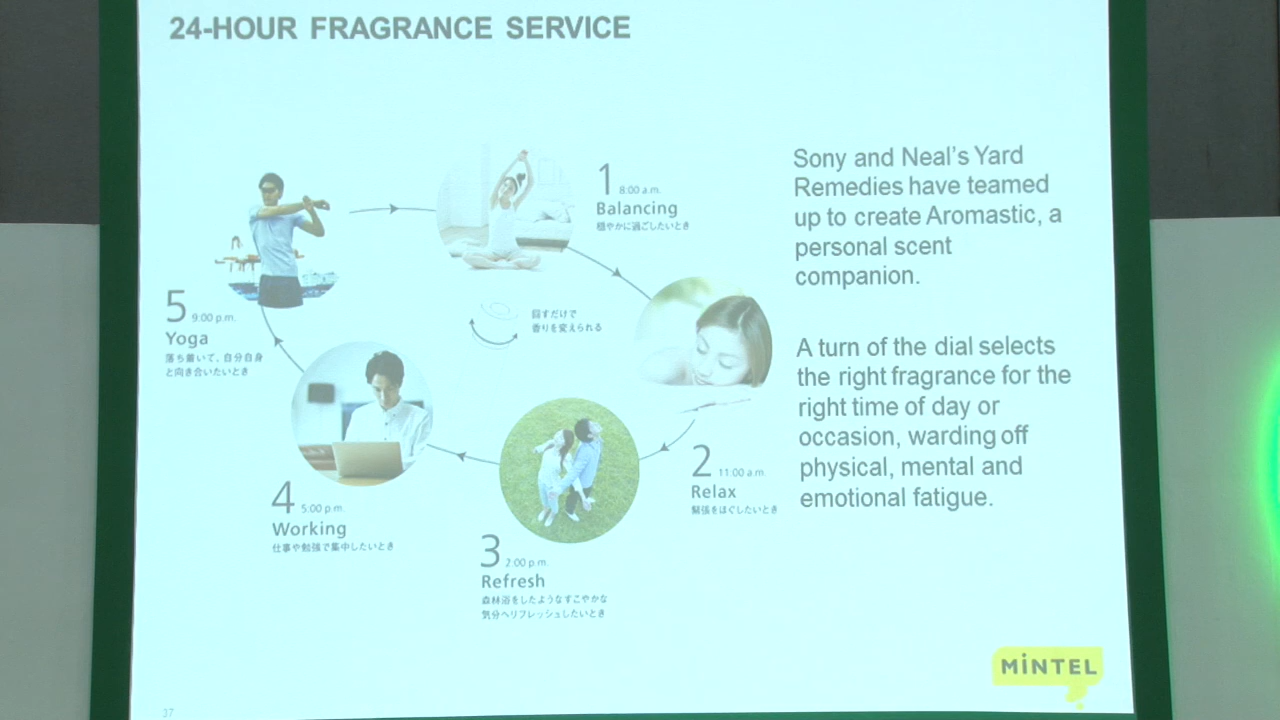 24-HOUR FRAGRANCE SERVICE
1 8:00 a.m.
Balancing
穏やかに過ごしたいとき
Sony and Neal's Yard
Remedies have teamed
up to create Aromastic, a
personal scent
companion.
5 9:00 p.m.
Yoga
落ち着いて、自分自身
と向き合いたいとき
回すだけで
香りを変えられる
A turn of the dial selects
the right fragrance for the
right time of day or
occasion, warding off
physical, mental and
emotional fatigue.
2 11:00 a.m.
Relax
緊張をほぐしたいとき
4 5:00 p.m.
Working
仕事や勉強で集中したいとき
3 2:00 p.m.
Refresh
森林浴をしたようなすこやかな
気分へリフレッシュしたいとき
MiNTEL
37